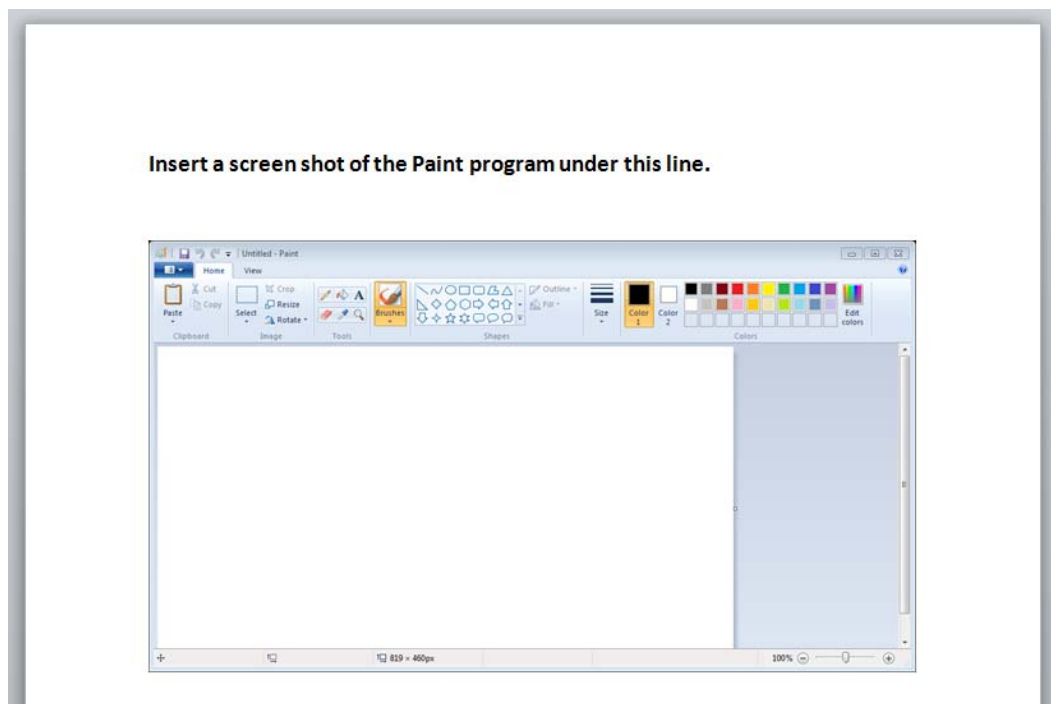 Insert a screen shot of the Paint program under this line.
Untitled - Paint
Home View
Paste
Cut
Copy
Clipboard
Select
Crop
Resize
Rotate
Image
A
Tools
Brushes
Outline
Fill
Shapes
Size
Color 1
Color 2
Edit colors
Colors
819 × 460px
100%